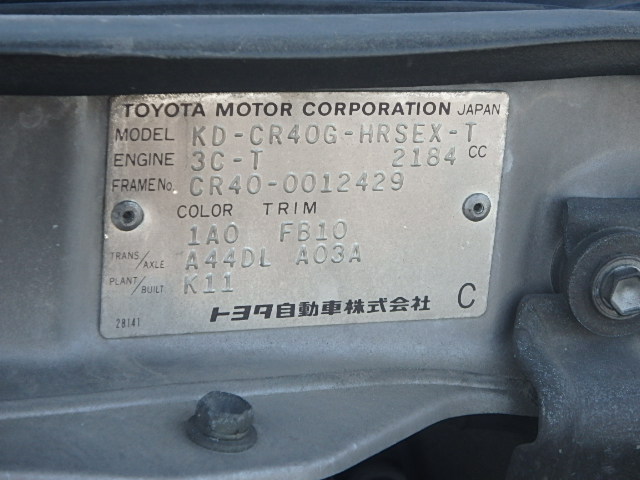 TOYOTA MOTOR CORPORATION JAPAN
MODEL KD-CR40G-HRSEX-T
ENGINE 3C-T 2184 CC
FRAME No. CR40-0012429
COLOR TRIM
1A0 FB10
TRANS/AXLE A44DL A03A
PLANT/BUILT K11
28141 トヨタ自動車株式会社 C